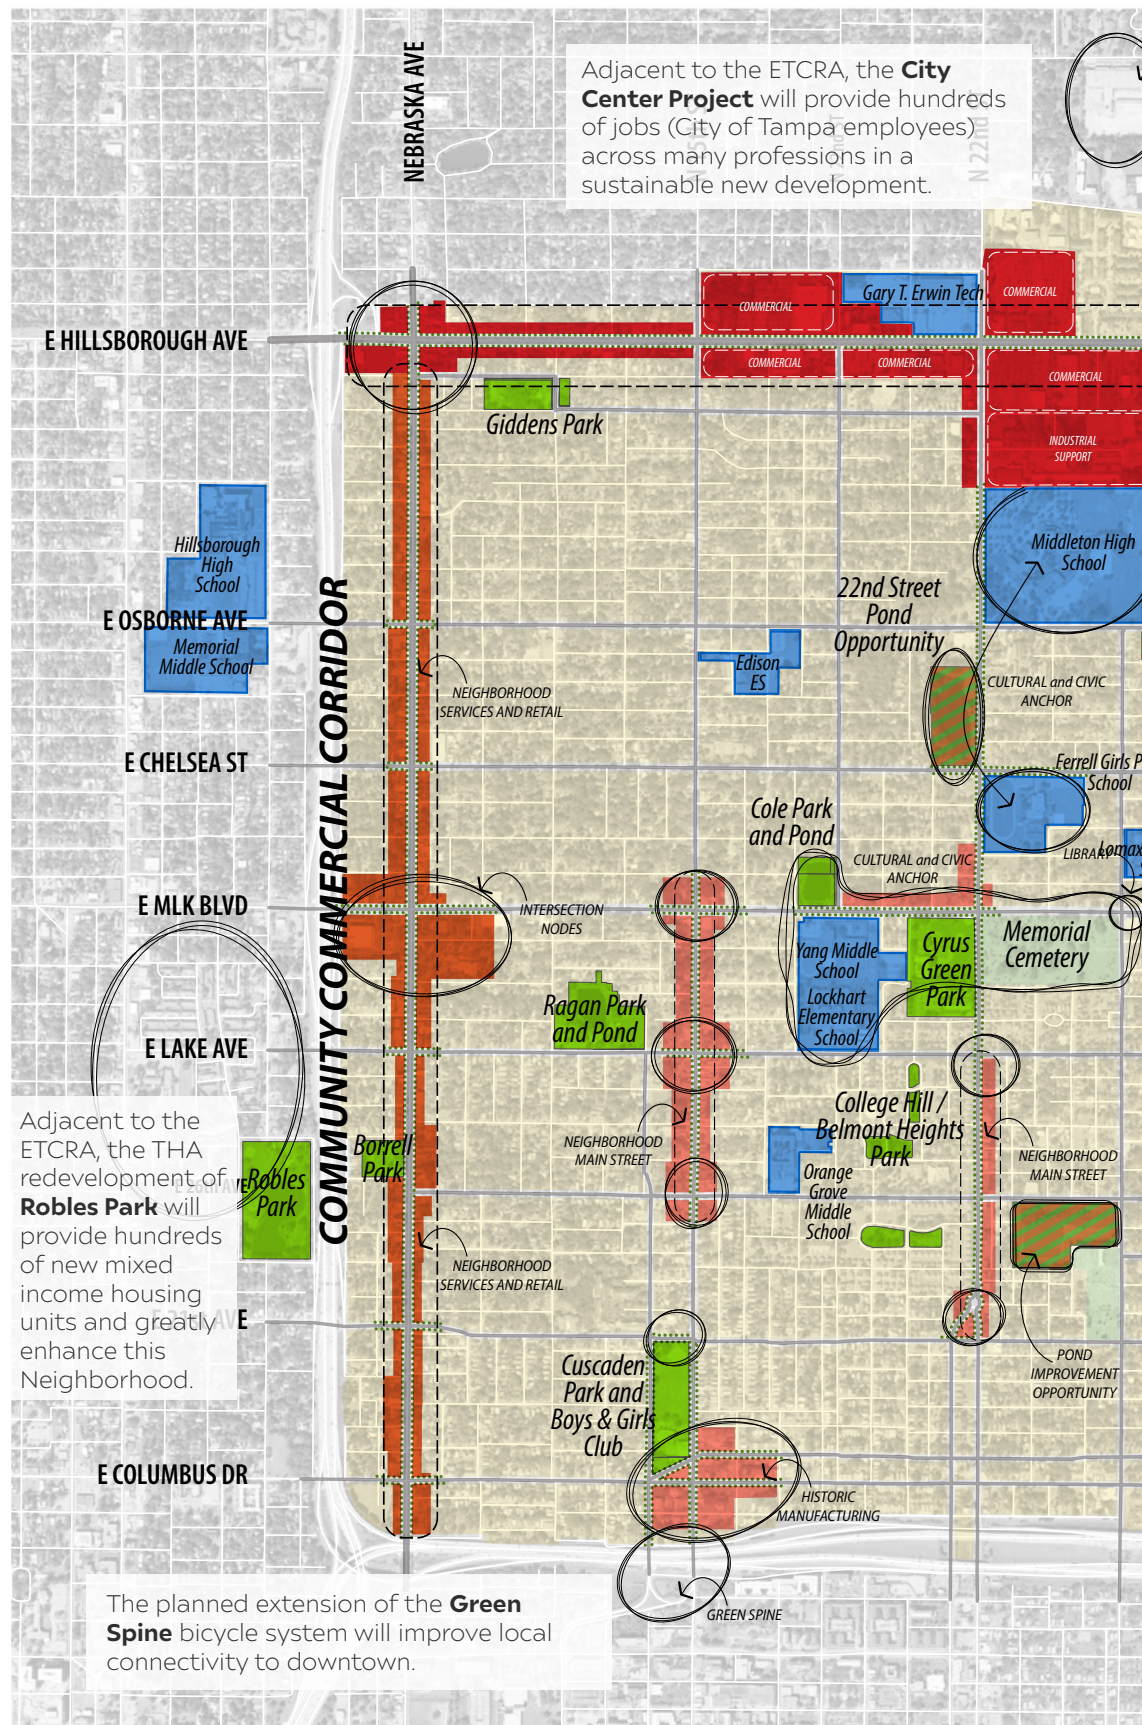 NEBRASKA AVE
Adjacent to the ETCRA, the City
Center Project will provide hundreds
of jobs (City of Tampa employees)
across many professions in a
sustainable new development.
N 22nd ST
E HILLSBOROUGH AVE
COMMERCIAL
Gary T. Erwin Tech
COMMERCIAL
COMMERCIAL
COMMERCIAL
COMMERCIAL
INDUSTRIAL
SUPPORT
Giddens Park
Hillsborough
High
School
Middleton High
School
22nd Street
Pond
Opportunity
E OSBORNE AVE
Memorial
Middle School
Edison
ES
NEIGHBORHOOD
SERVICES AND RETAIL
CULTURAL and CIVIC
ANCHOR
COMMUNITY COMMERCIAL CORRIDOR
E CHELSEA ST
Ferrell Girls P
School
Cole Park
and Pond
LIBRARY
Lomax
CULTURAL and CIVIC
ANCHOR
E MLK BLVD
INTERSECTION
NODES
Yang Middle
School
Lockhart
Elementary
School
Cyrus
Green
Park
Memorial
Cemetery
Ragan Park
and Pond
E LAKE AVE
College Hill /
Belmont Heights
Park
Adjacent to the
ETCRA, the THA
redevelopment of
Robles Park will
provide hundreds
of new mixed
income housing
units and greatly
enhance this
Neighborhood.
E 26th AVE
Robles
Park
Borrell
Park
NEIGHBORHOOD
MAIN STREET
Orange
Grove
Middle
School
NEIGHBORHOOD
MAIN STREET
NEIGHBORHOOD
SERVICES AND RETAIL
E 21st AVE
POND
IMPROVEMENT
OPPORTUNITY
Cuscaden
Park and
Boys & Girls
Club
E COLUMBUS DR
HISTORIC
MANUFACTURING
The planned extension of the Green
Spine bicycle system will improve local
connectivity to downtown.
GREEN SPINE